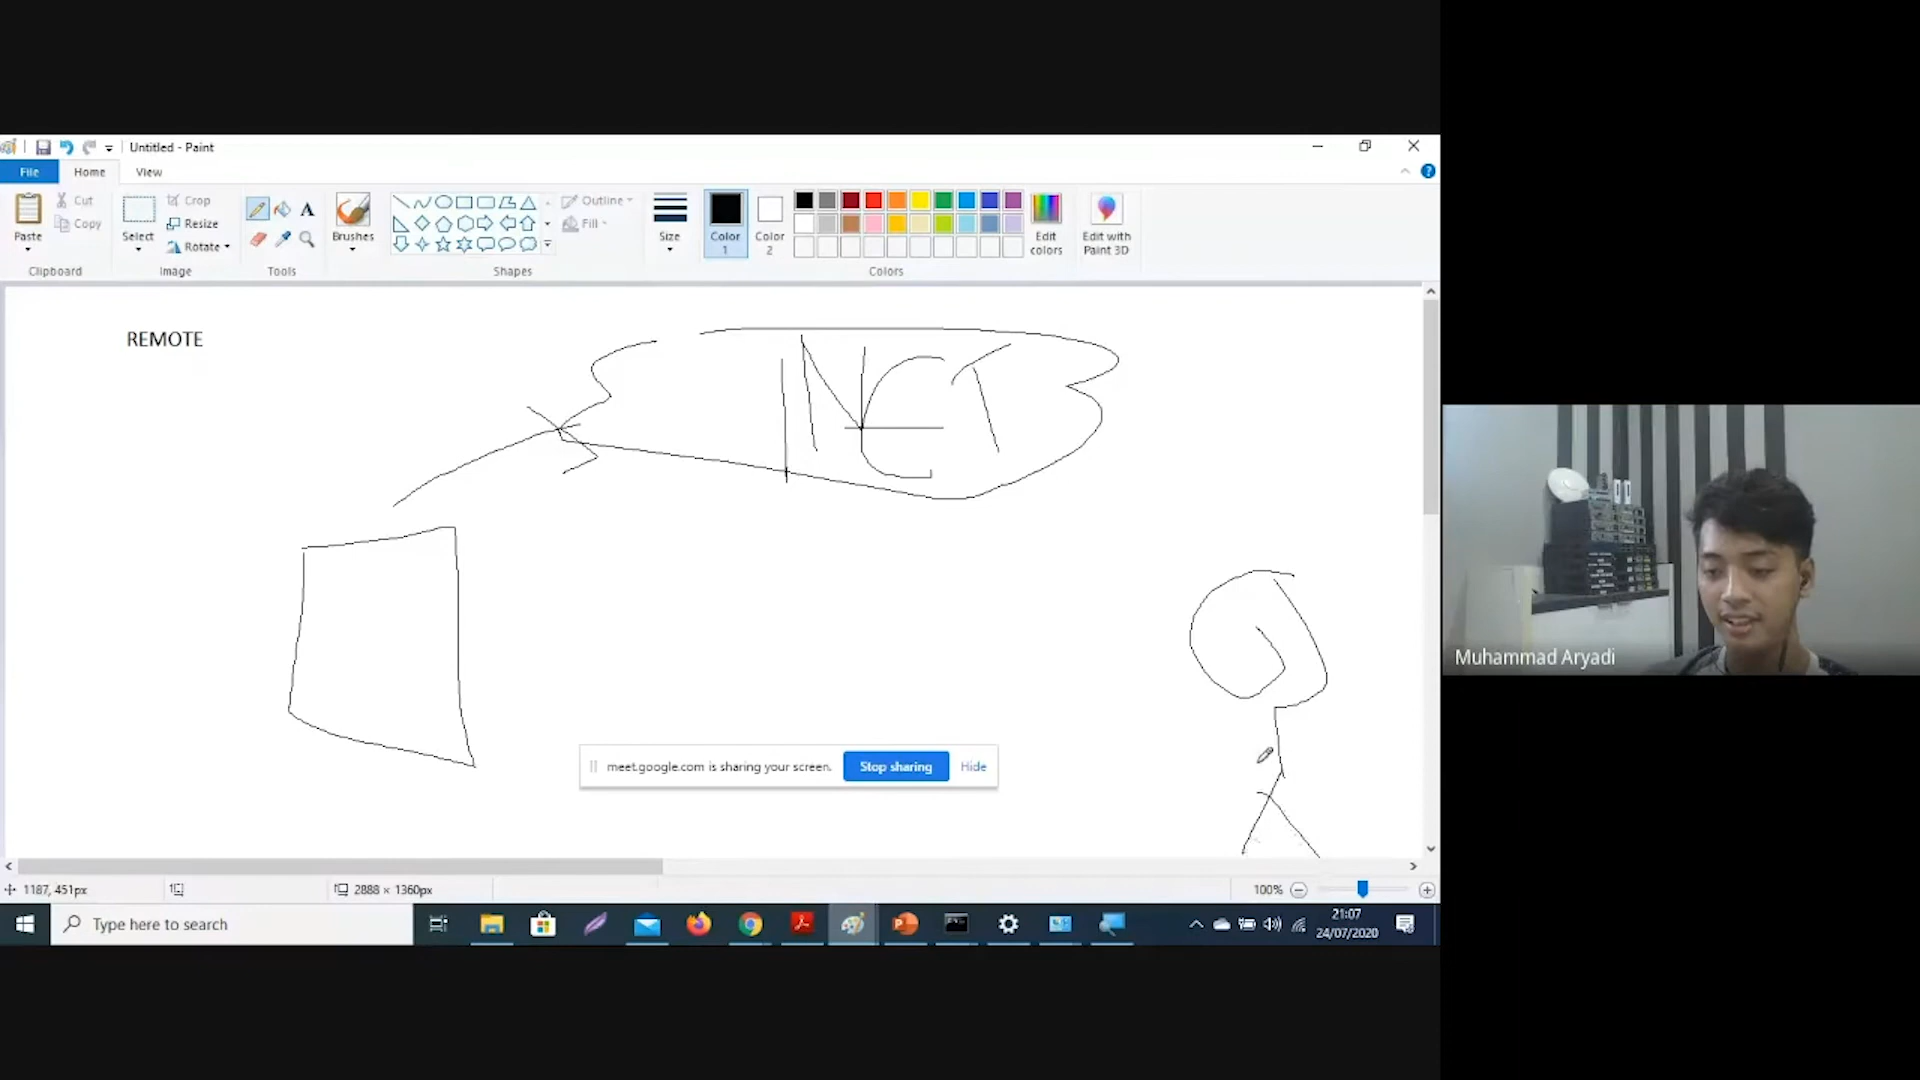 Untitled - Paint
File Home View
Paste
Cut
Copy
Clipboard
Select
Crop
Resize
Rotate
Image
Tools
Brushes
Shapes
Outline
Fill
Size
Color 1
Color 2
Colors
Edit colors
Edit with Paint 3D
REMOTE
INET
Muhammad Aryadi
meet.google.com is sharing your screen. Stop sharing Hide
1187, 451px 2888 × 1360px 100%
Type here to search
21:07
24/07/2020